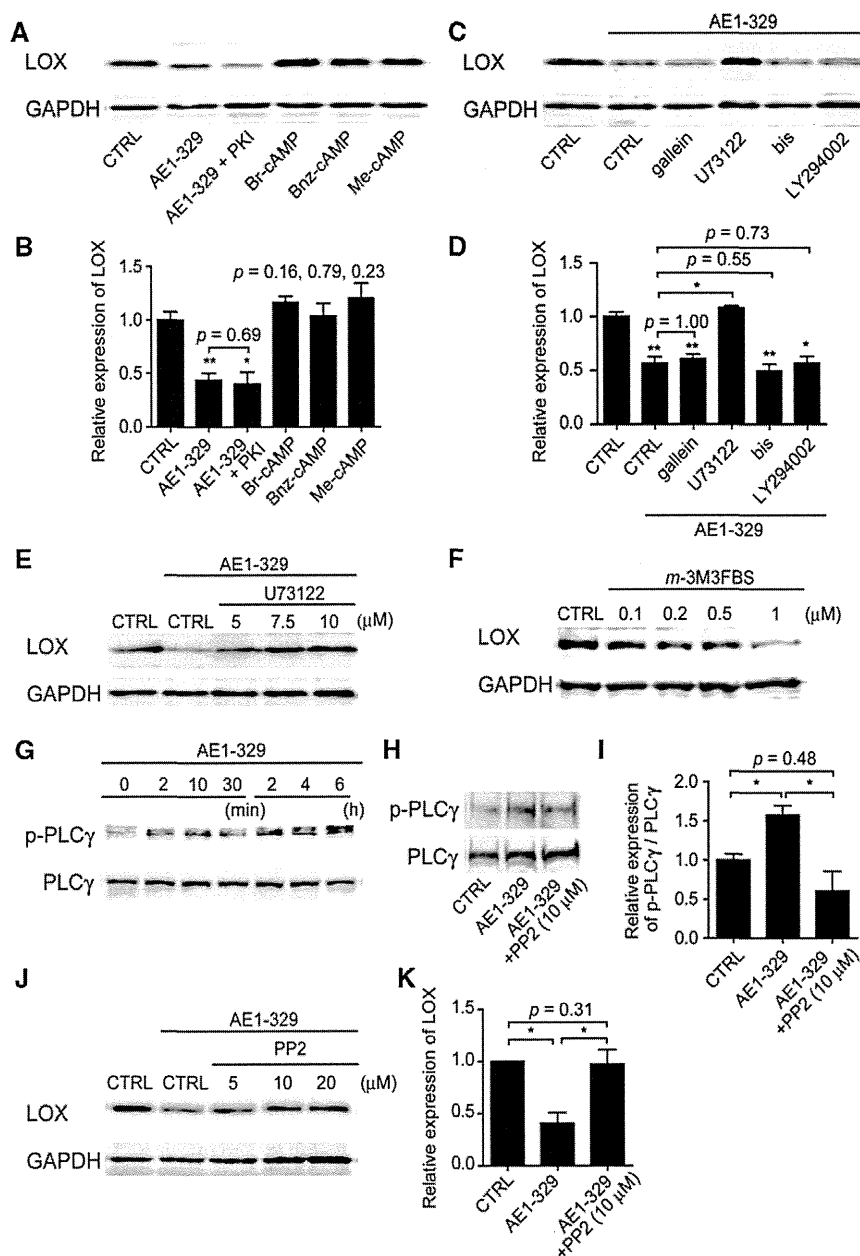 A
LOX
GAPDH
CTRL
AE1-329
AE1-329 + PKI
Br-cAMP
Bnz-cAMP
Me-cAMP
B
Relative expression of LOX
1.5
1.0
0.5
0.0
p = 0.16, 0.79, 0.23
p = 0.69
** *
CTRL
AE1-329
AE1-329
+ PKI
Br-cAMP
Bnz-cAMP
Me-cAMP
C
AE1-329
LOX
GAPDH
CTRL
CTRL
gallein
U73122
bis
LY294002
D
Relative expression of LOX
1.5
1.0
0.5
0.0
p = 0.73
p = 0.55
*
p = 1.00
** ** ** *
CTRL
CTRL
gallein
U73122
bis
LY294002
AE1-329
E
AE1-329
U73122
CTRL CTRL 5 7.5 10 (μM)
LOX
GAPDH
F
m-3M3FBS
CTRL 0.1 0.2 0.5 1 (μM)
LOX
GAPDH
G
AE1-329
0 2 10 30 2 4 6
(min) (h)
p-PLCγ
PLCγ
H
p-PLCγ
PLCγ
CTRL
AE1-329
AE1-329
+PP2 (10 μM)
I
Relative expression
of p-PLCγ / PLCγ
2.0
1.5
1.0
0.5
0.0
p = 0.48
* *
CTRL
AE1-329
AE1-329
+PP2 (10 μM)
J
AE1-329
PP2
CTRL CTRL 5 10 20 (μM)
LOX
GAPDH
K
Relative expression of LOX
1.5
1.0
0.5
0.0
p = 0.31
* *
CTRL
AE1-329
AE1-329
+PP2 (10 μM)